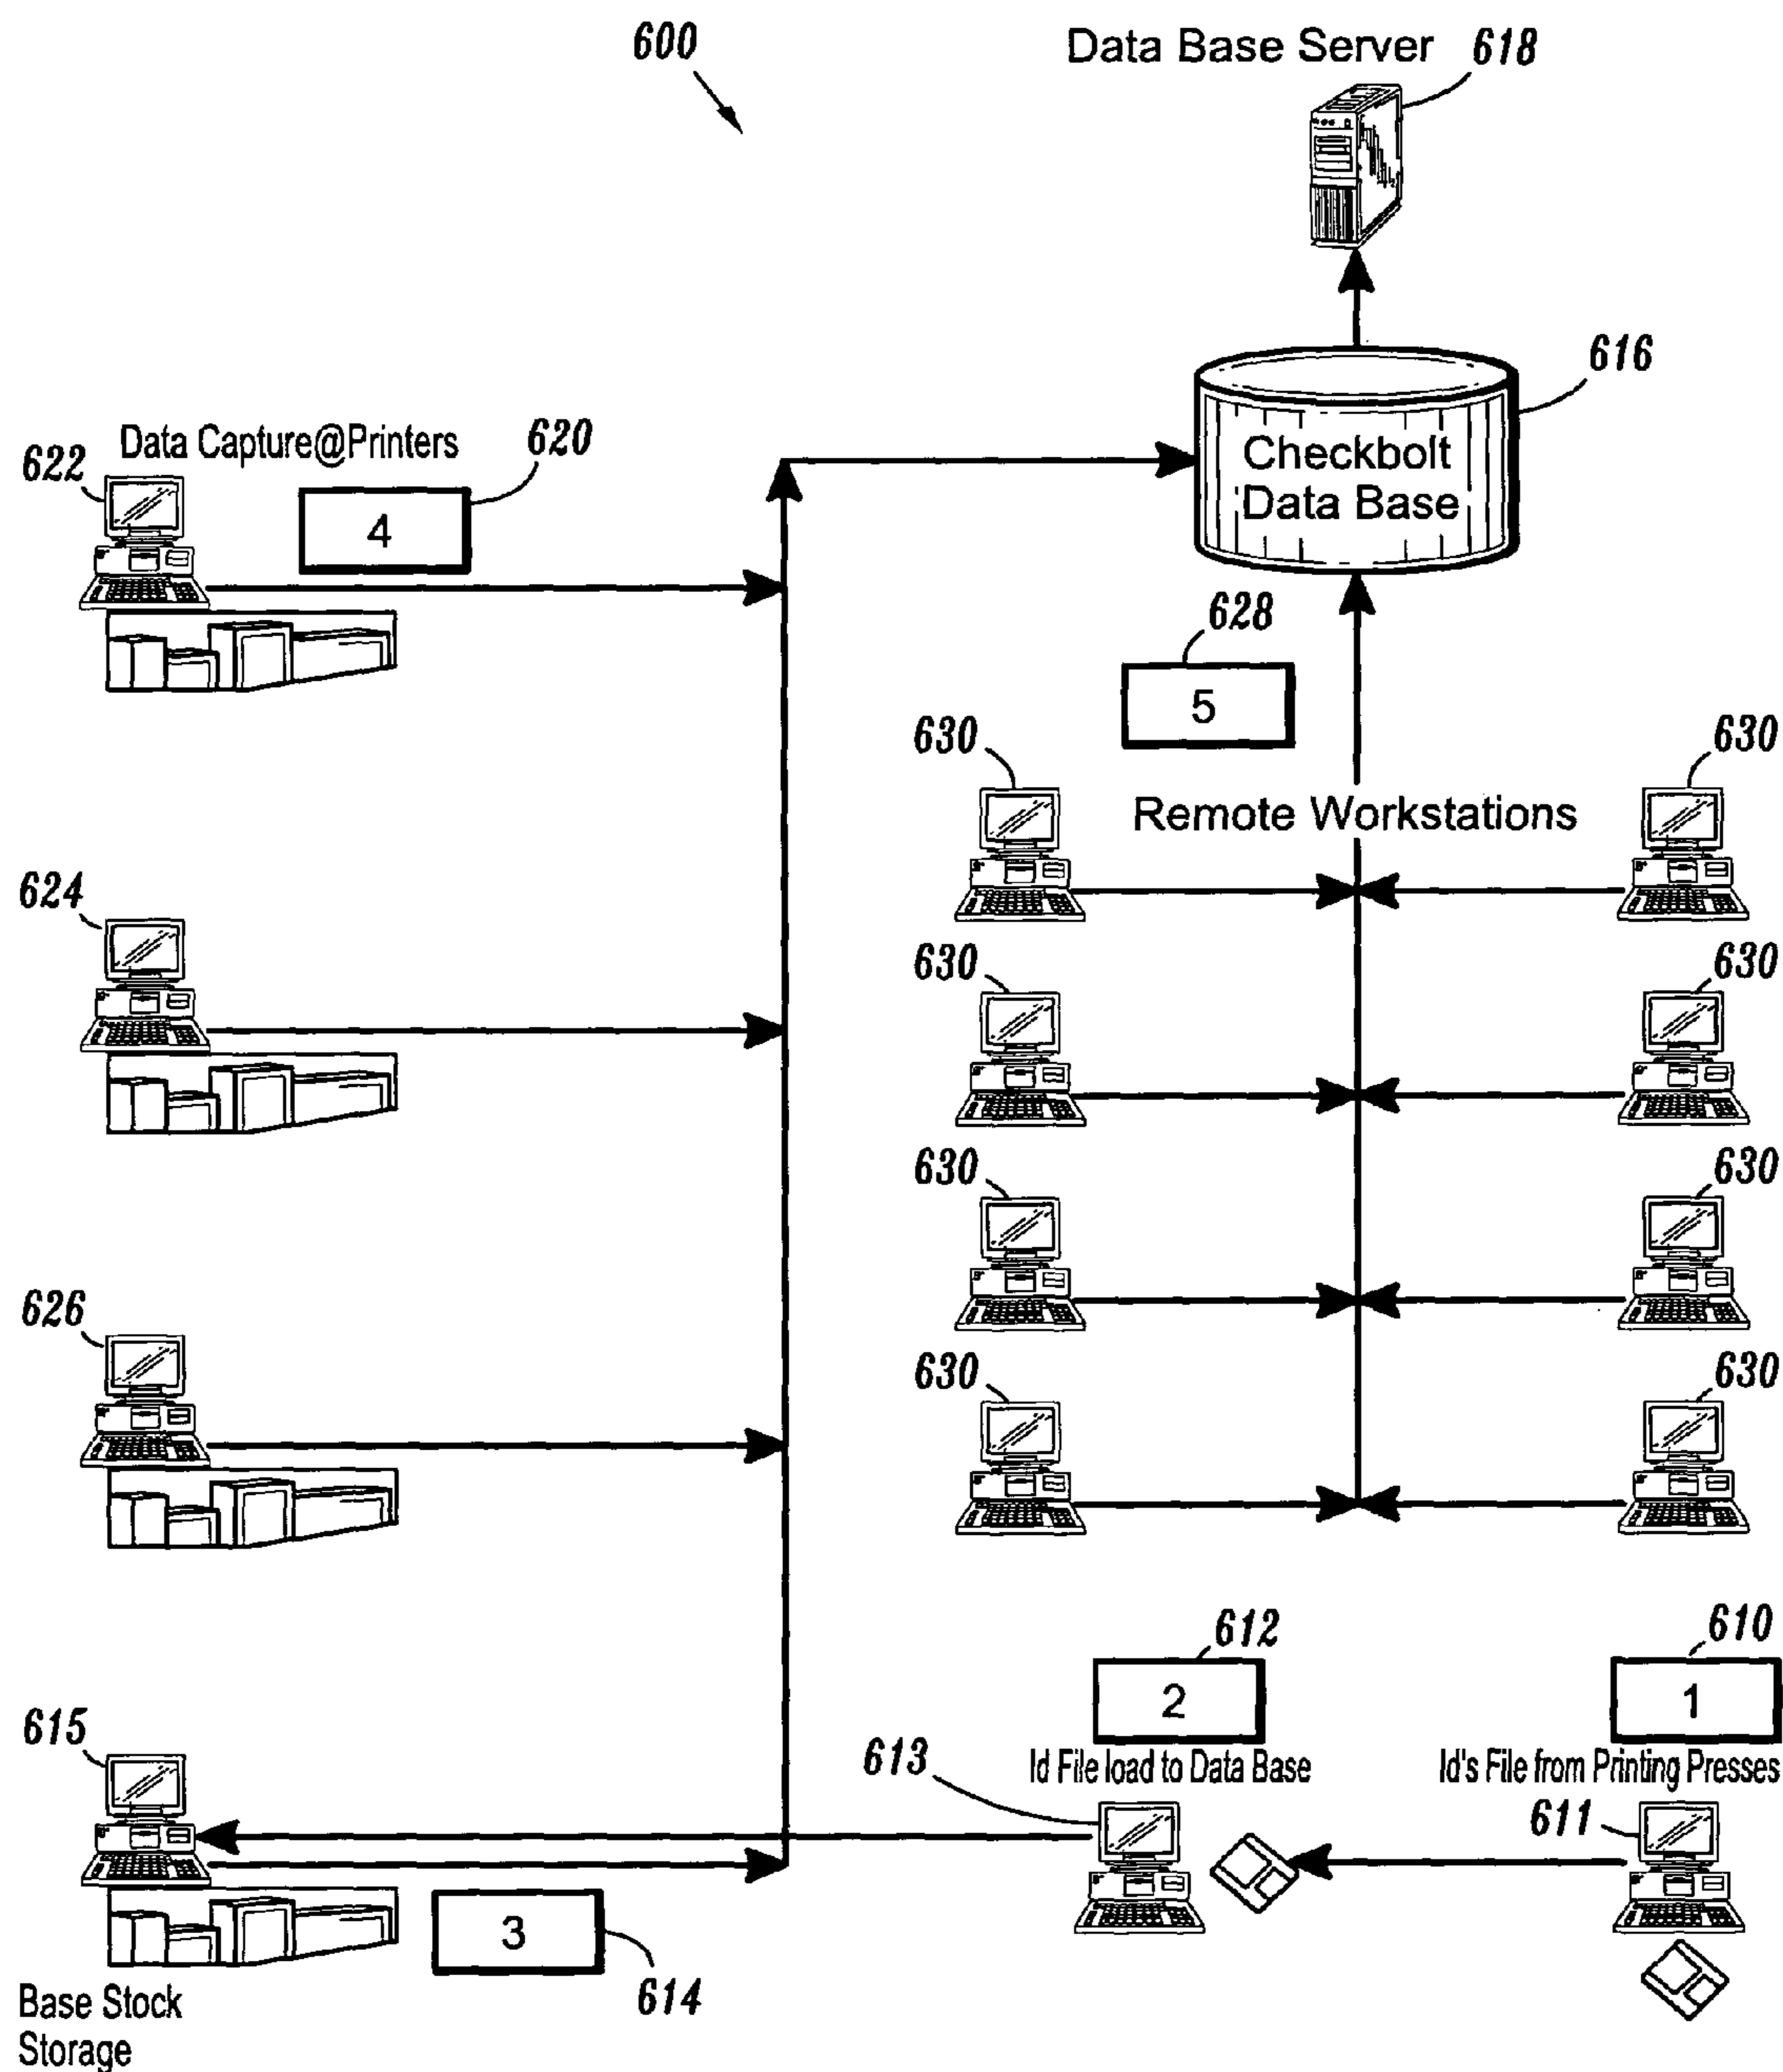 600
Data Base Server 618
616
Checkbolt
Data Base
Data Capture@Printers
620
622
4
628
5
630
630
Remote Workstations
624
630
630
630
630
626
630
630
612
610
2
1
615
613
Id File load to Data Base
Id's File from Printing Presses
611
3
614
Base Stock
Storage